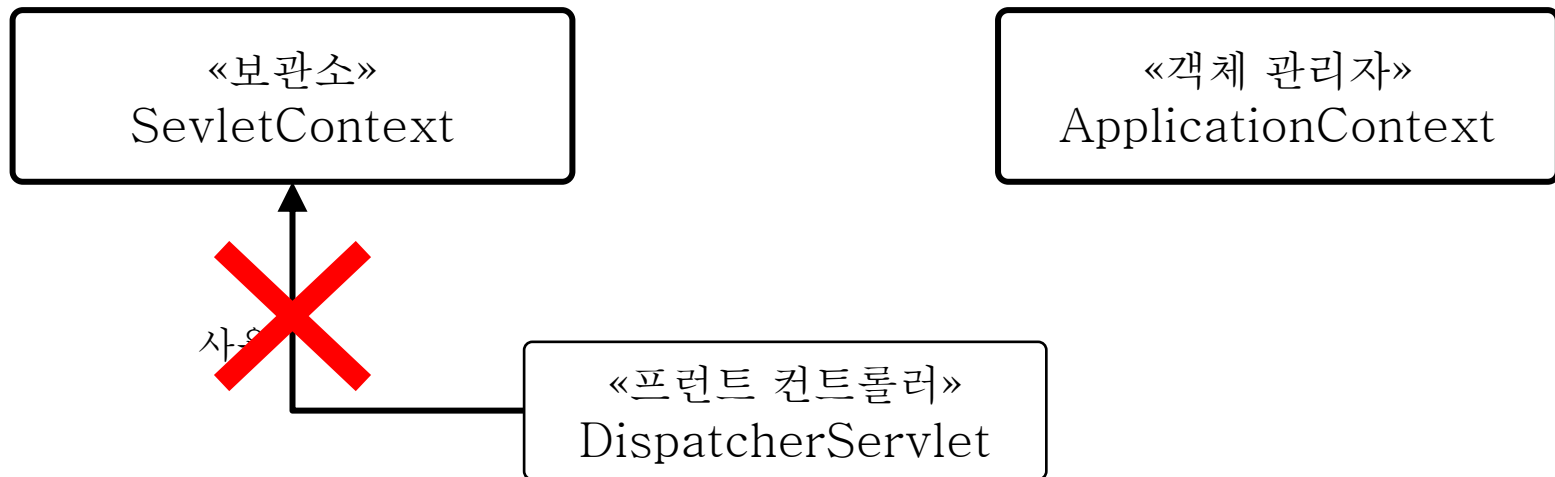 «보관소»
SevletContext
«객체 관리자»
ApplicationContext
«프런트 컨트롤러»
DispatcherServlet